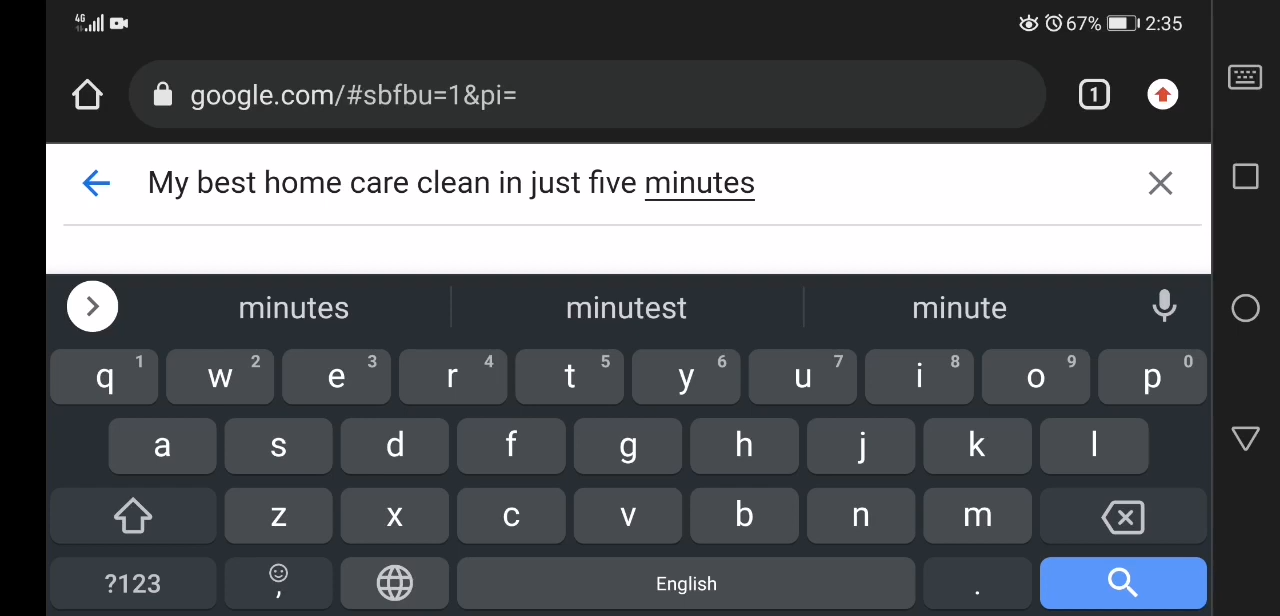 4G 67% 2:35
google.com/#sbfbu=1&pi= 1
My best home care clean in just five minutes
minutes minutest minute
q 1 w 2 e 3 r 4 t 5 y 6 u 7 i 8 o 9 p 0
a s d f g h j k l
z x c v b n m
?123 , English .